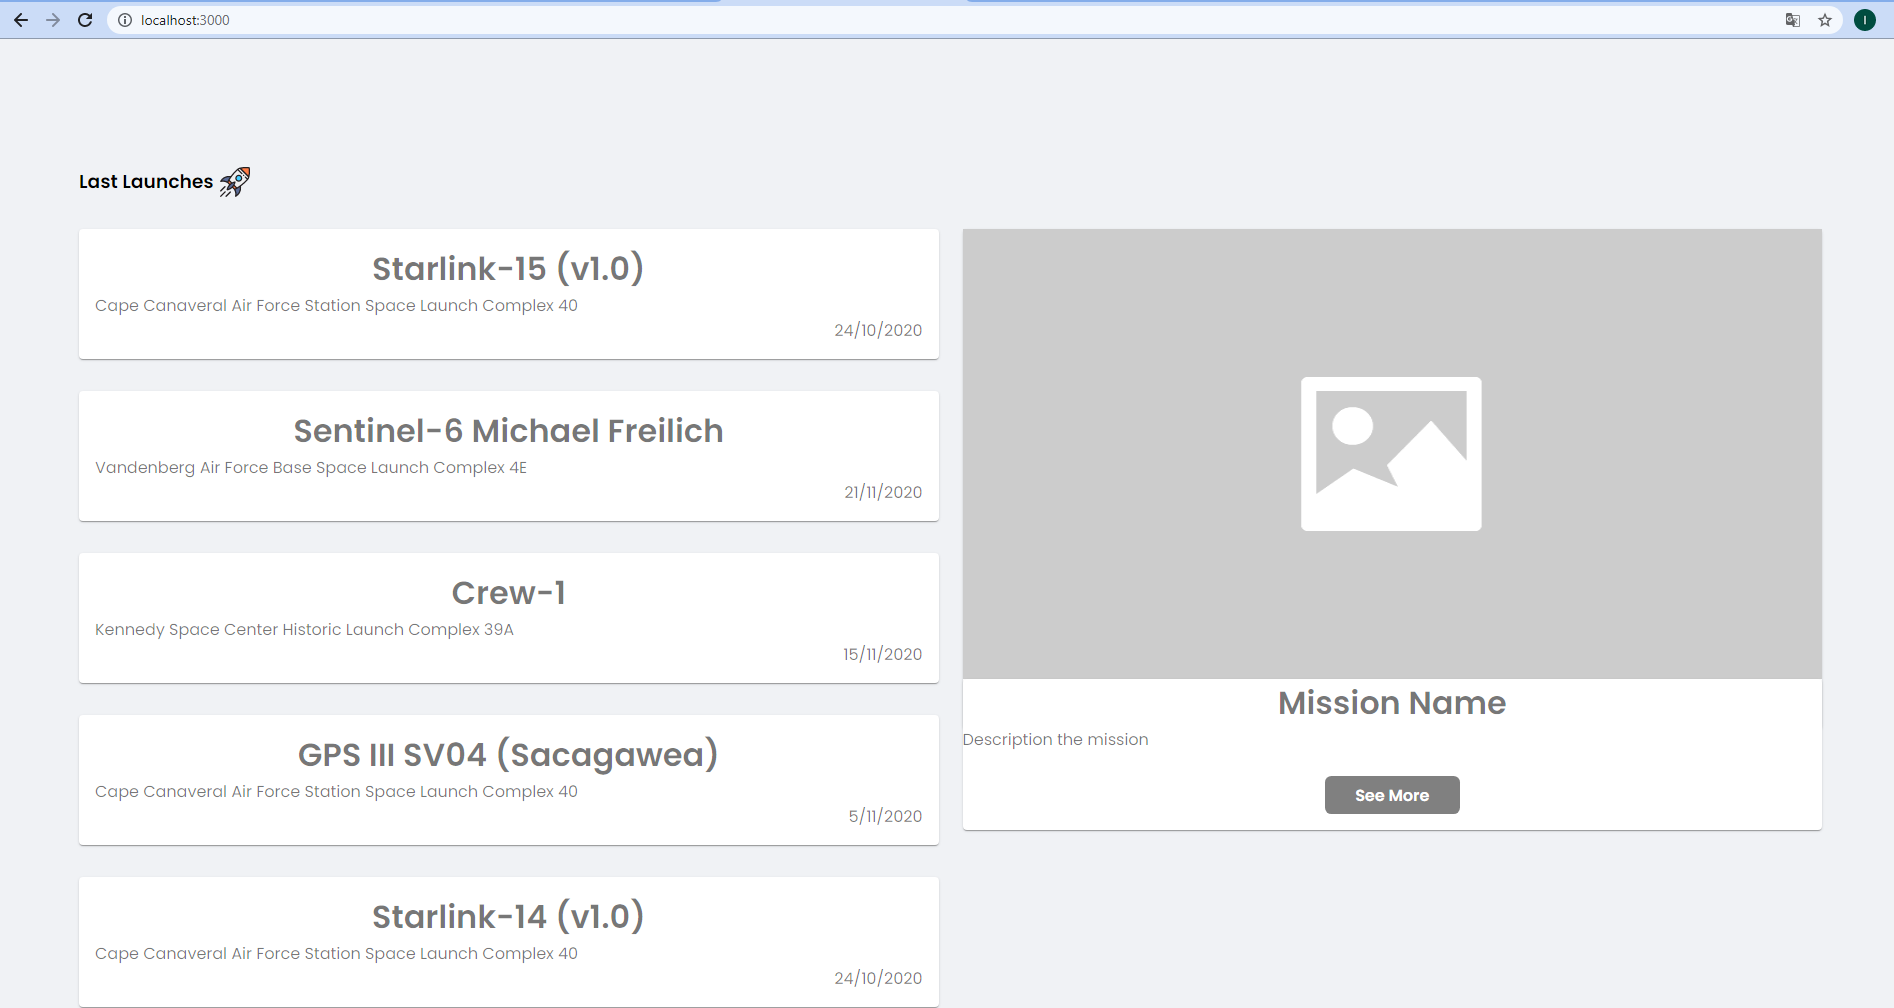 localhost:3000
I
Last Launches
Starlink-15 (v1.0)
Cape Canaveral Air Force Station Space Launch Complex 40
24/10/2020
Sentinel-6 Michael Freilich
Vandenberg Air Force Base Space Launch Complex 4E
21/11/2020
Crew-1
Kennedy Space Center Historic Launch Complex 39A
15/11/2020
GPS III SV04 (Sacagawea)
Cape Canaveral Air Force Station Space Launch Complex 40
5/11/2020
Starlink-14 (v1.0)
Cape Canaveral Air Force Station Space Launch Complex 40
24/10/2020
Mission Name
Description the mission
See More